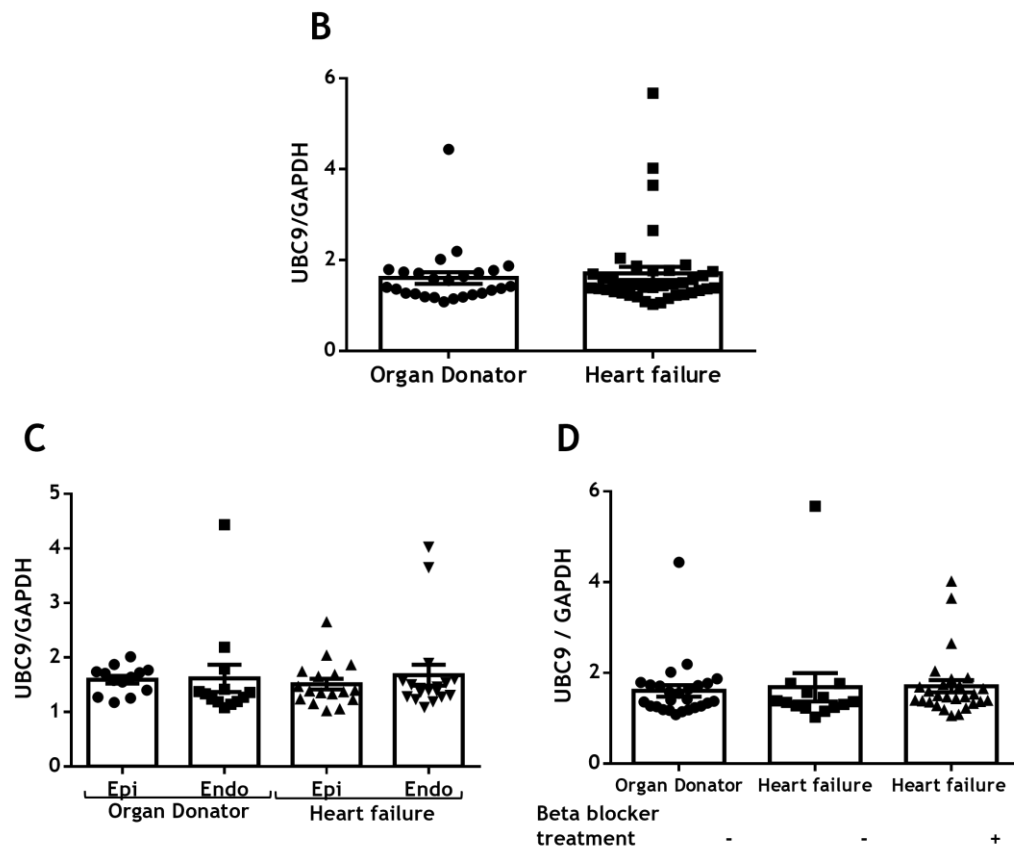 B
UBC9/GAPDH
6
4
2
0
Organ Donator Heart failure
C
UBC9/GAPDH
5
4
3
2
1
0
Epi Endo Epi Endo
Organ Donator Heart failure
D
UBC9 / GAPDH
6
4
2
0
Organ Donator Heart failure Heart failure
Beta blocker
treatment - - +